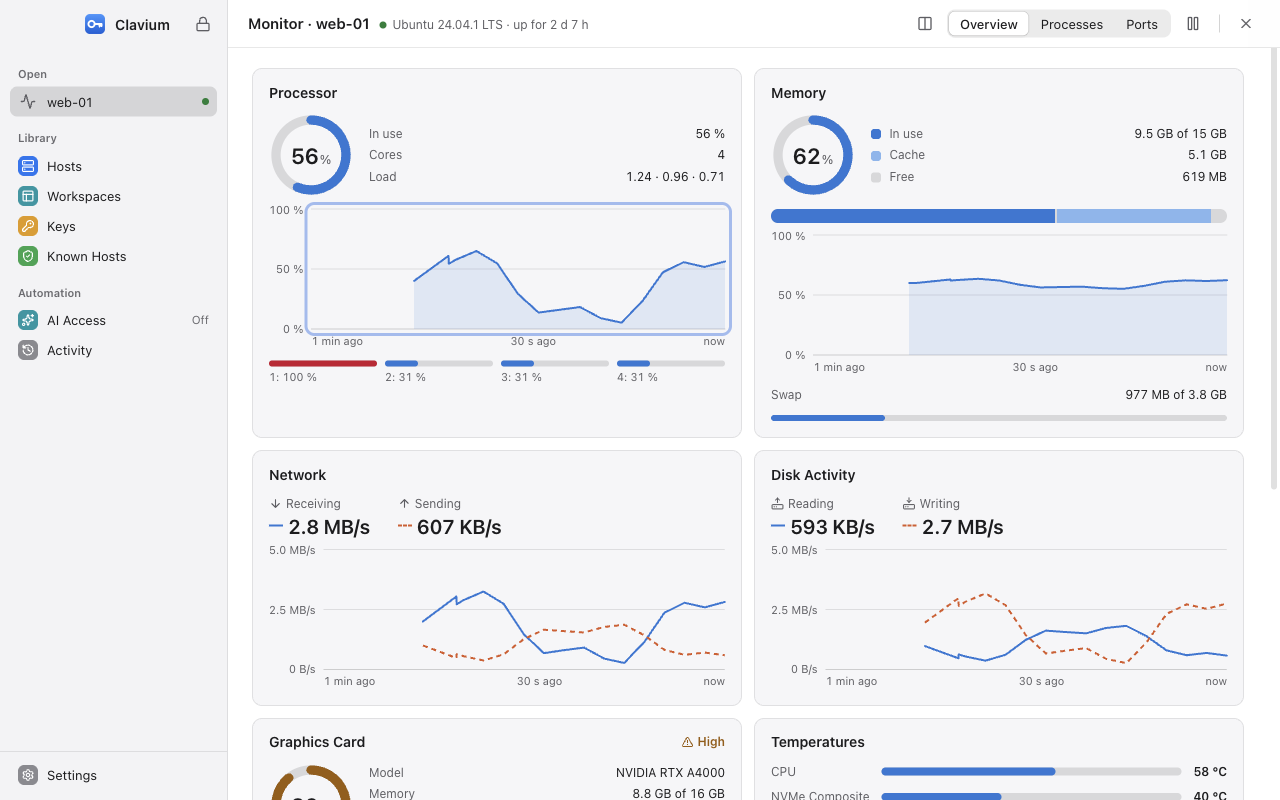 Clavium
Open
web-01
Library
Hosts
Workspaces
Keys
Known Hosts
Automation
AI Access Off
Activity
Settings
Monitor · web-01 Ubuntu 24.04.1 LTS · up for 2 d 7 h
Overview Processes Ports
Processor
56%
In use 56 %
Cores 4
Load 1.24 · 0.96 · 0.71
100 %
50 %
0 %
1 min ago 30 s ago now
1: 100 % 2: 31 % 3: 31 % 4: 31 %
Memory
62%
In use 9.5 GB of 15 GB
Cache 5.1 GB
Free 619 MB
100 %
50 %
0 %
1 min ago 30 s ago now
Swap 977 MB of 3.8 GB
Network
Receiving Sending
2.8 MB/s 607 KB/s
5.0 MB/s
2.5 MB/s
0 B/s
1 min ago 30 s ago now
Disk Activity
Reading Writing
593 KB/s 2.7 MB/s
5.0 MB/s
2.5 MB/s
0 B/s
1 min ago 30 s ago now
Graphics Card High
Model NVIDIA RTX A4000
Memory 8.8 GB of 16 GB
Temperatures
CPU 58 °C
NVMe Composite 40 °C